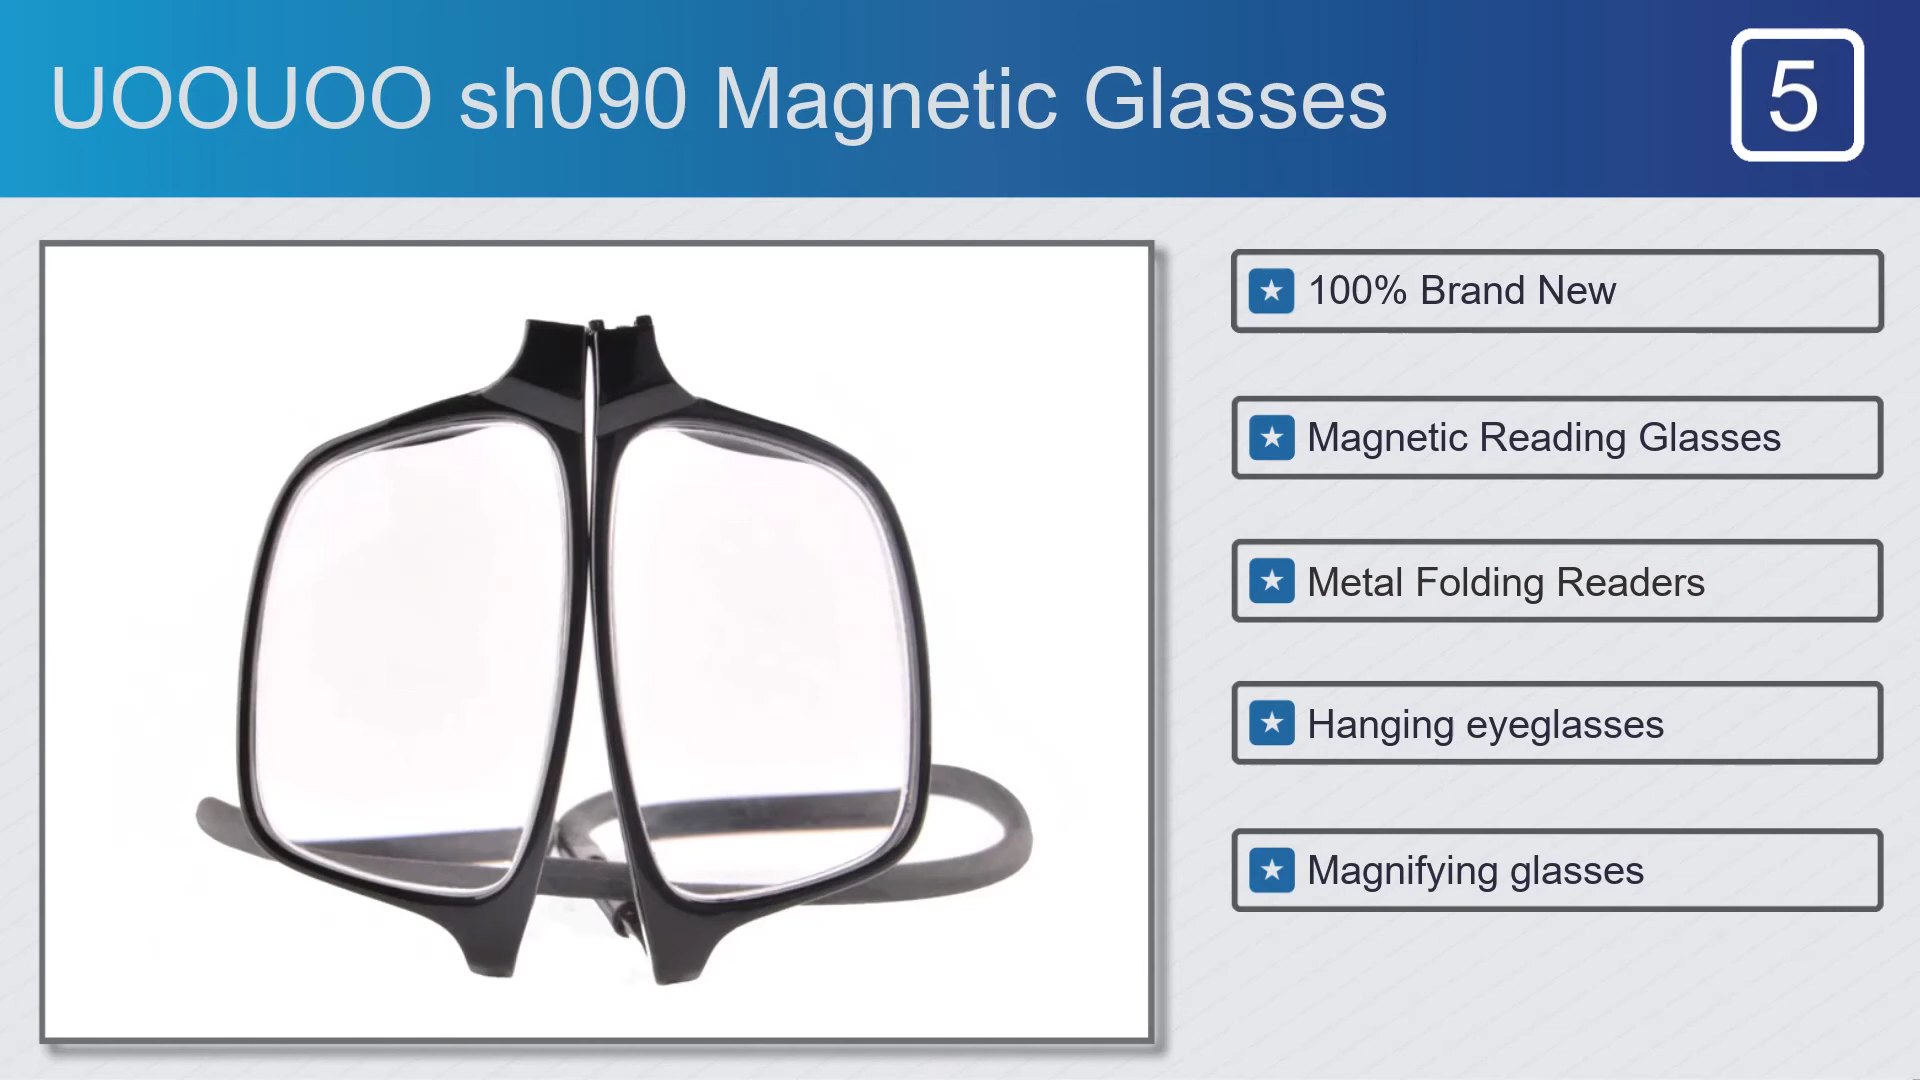 UOOUOO sh090 Magnetic Glasses
5
100% Brand New
Magnetic Reading Glasses
Metal Folding Readers
Hanging eyeglasses
Magnifying glasses